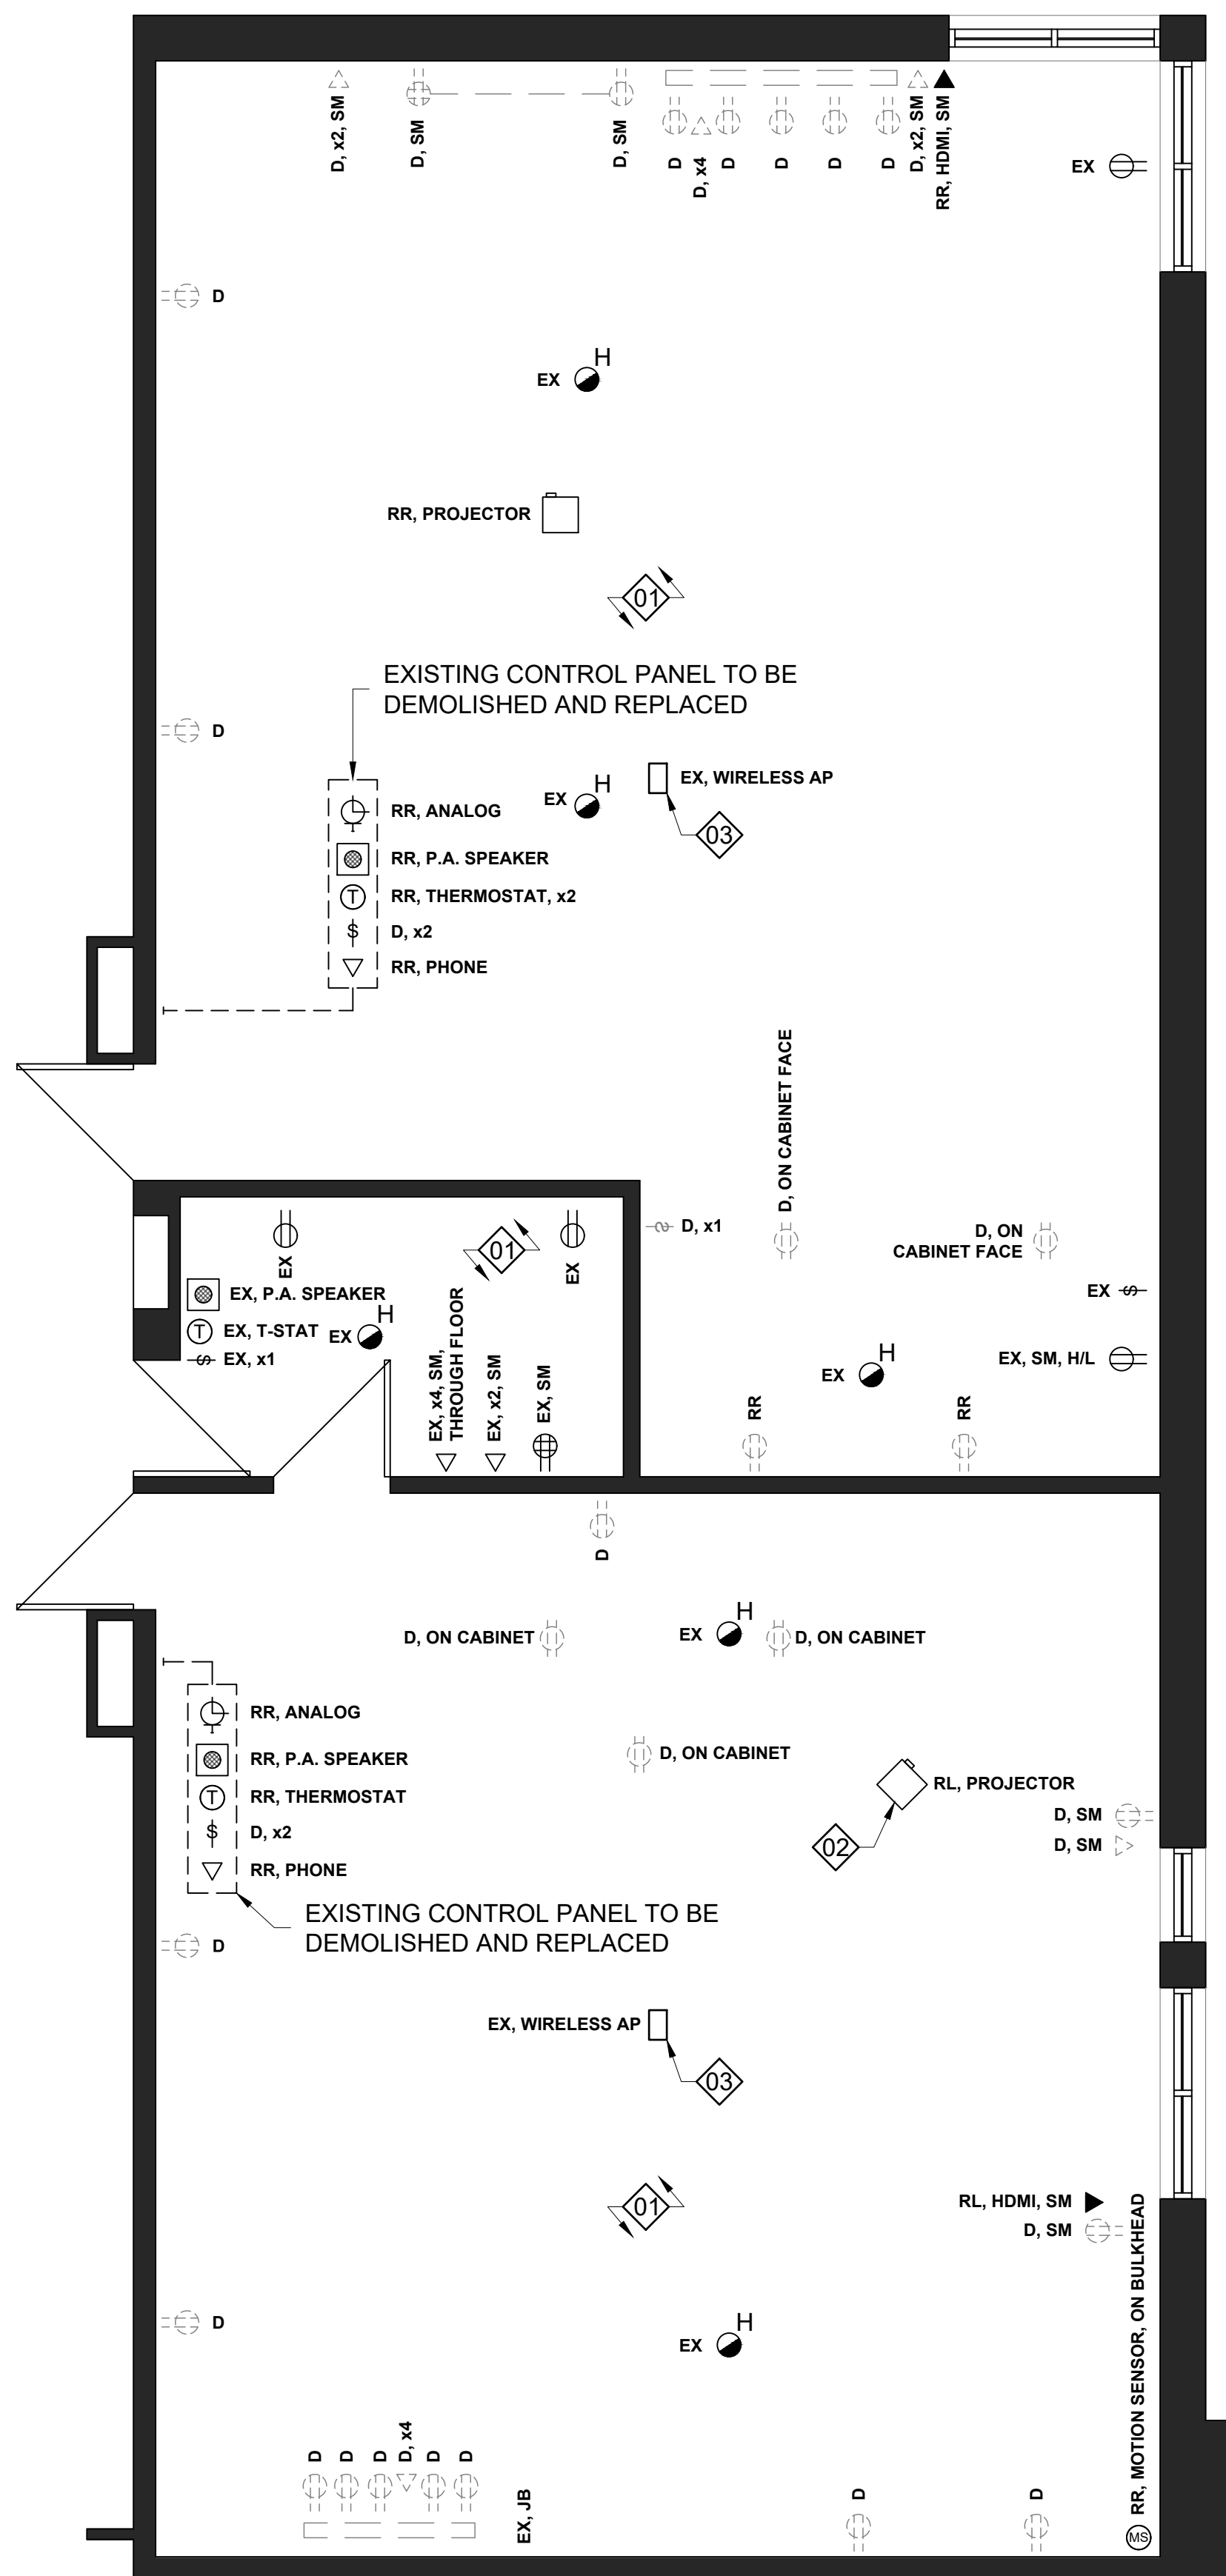 D, x2, SM
D, SM
D, SM
D
D, x4
D
D
D
D
D, x2, SM
RR, HDMI, SM
EX
D
H
EX
RR, PROJECTOR
01
EXISTING CONTROL PANEL TO BE
DEMOLISHED AND REPLACED
D
EX, WIRELESS AP
H
EX
03
RR, ANALOG
RR, P.A. SPEAKER
T
RR, THERMOSTAT, x2
$
D, x2
RR, PHONE
D, ON CABINET FACE
$
D, x1
D, ON
CABINET FACE
EX
$
EX, SM, H/L
H
EX
RR
RR
EX
01
EX
EX, P.A. SPEAKER
T
EX, T-STAT
H
EX
$
EX, x1
EX, x4, SM,
THROUGH FLOOR
EX, x2, SM
EX, SM
D
D, ON CABINET
H
EX
D, ON CABINET
D, ON CABINET
RL, PROJECTOR
02
D, SM
D, SM
RR, ANALOG
RR, P.A. SPEAKER
T
RR, THERMOSTAT
$
D, x2
RR, PHONE
EXISTING CONTROL PANEL TO BE
DEMOLISHED AND REPLACED
D
EX, WIRELESS AP
03
01
RL, HDMI, SM
D, SM
RR, MOTION SENSOR, ON BULKHEAD
MS
D
H
EX
D
D
D
D, x4
D
D
EX, JB
D
D